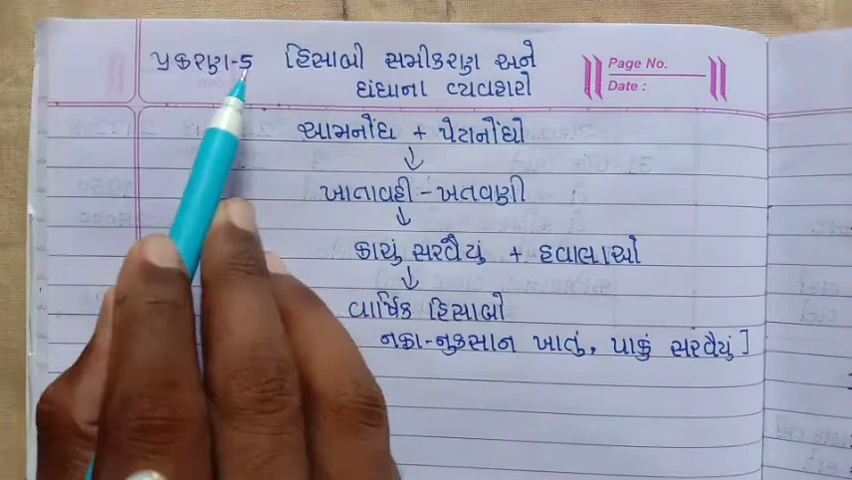 પ્રકરણ-5 હિસાબી સમીકરણ અને
ધંધાના વ્યવહારો
Page No.
Date :
આમનોંધ + પેટાનોંધો
↓
ખાતાવહી - ખતવણી
↓
કાચું સરવૈયું + હવાલાઓ
↓
વાર્ષિક હિસાબો
નફા-નુકસાન ખાતું, પાકું સરવૈયું]